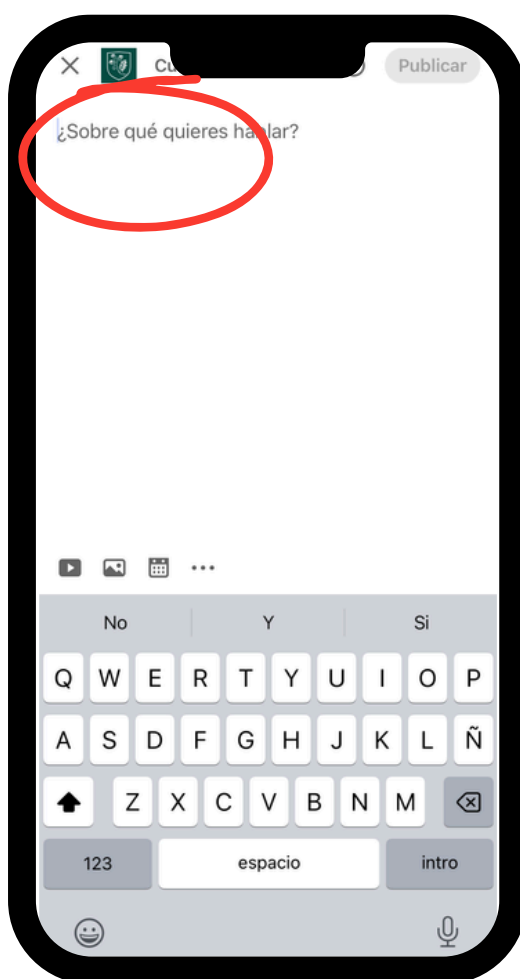 Publicar
¿Sobre qué quieres hablar?
No Y Si
Q W E R T Y U I O P
A S D F G H J K L Ñ
Z X C V B N M
123 espacio intro